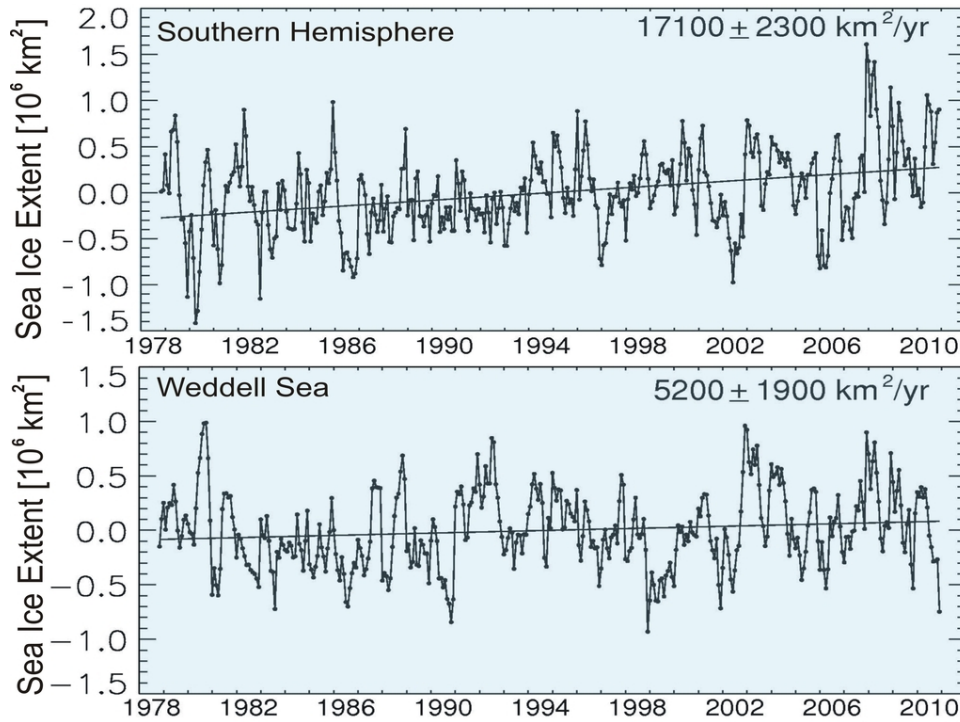 Southern Hemisphere
17100 ± 2300 km²/yr
Sea Ice Extent [10⁶ km²]
2.0
1.5
1.0
0.5
0.0
-0.5
-1.0
-1.5
1978 1982 1986 1990 1994 1998 2002 2006 2010
Weddell Sea
5200 ± 1900 km²/yr
Sea Ice Extent [10⁶ km²]
1.5
1.0
0.5
0.0
−0.5
−1.0
−1.5
1978 1982 1986 1990 1994 1998 2002 2006 2010